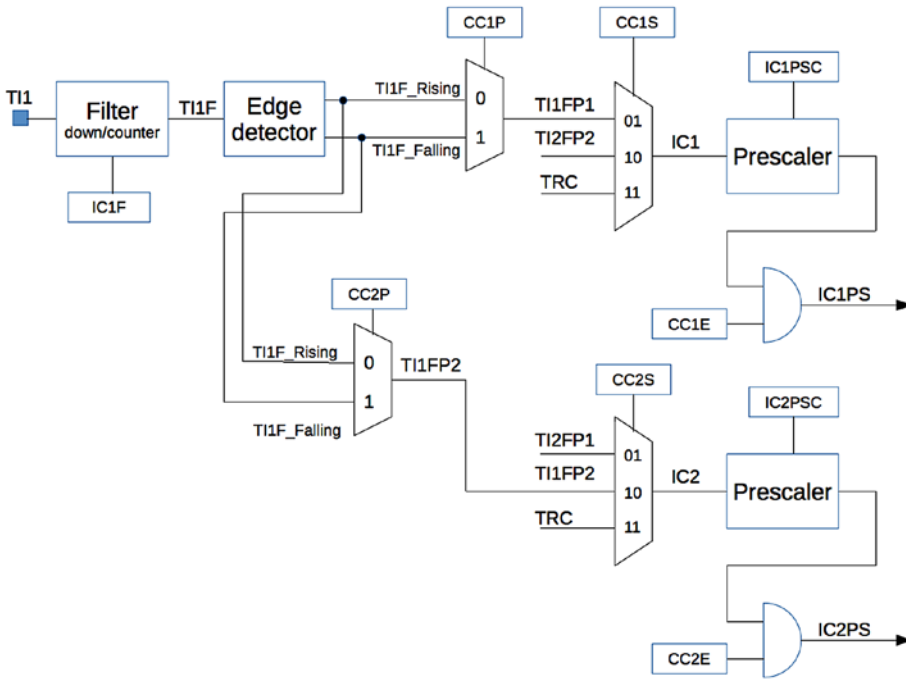 CC1P
CC1S
IC1PSC
TI1
Filter
down/counter
TI1F
Edge
detector
TI1F_Rising
0
1
TI1F_Falling
TI1FP1
TI2FP2
TRC
01
10
11
IC1
Prescaler
IC1F
CC1E
IC1PS
CC2P
TI1F_Rising
0
1
TI1F_Falling
TI1FP2
CC2S
IC2PSC
TI2FP1
TI1FP2
TRC
01
10
11
IC2
Prescaler
CC2E
IC2PS